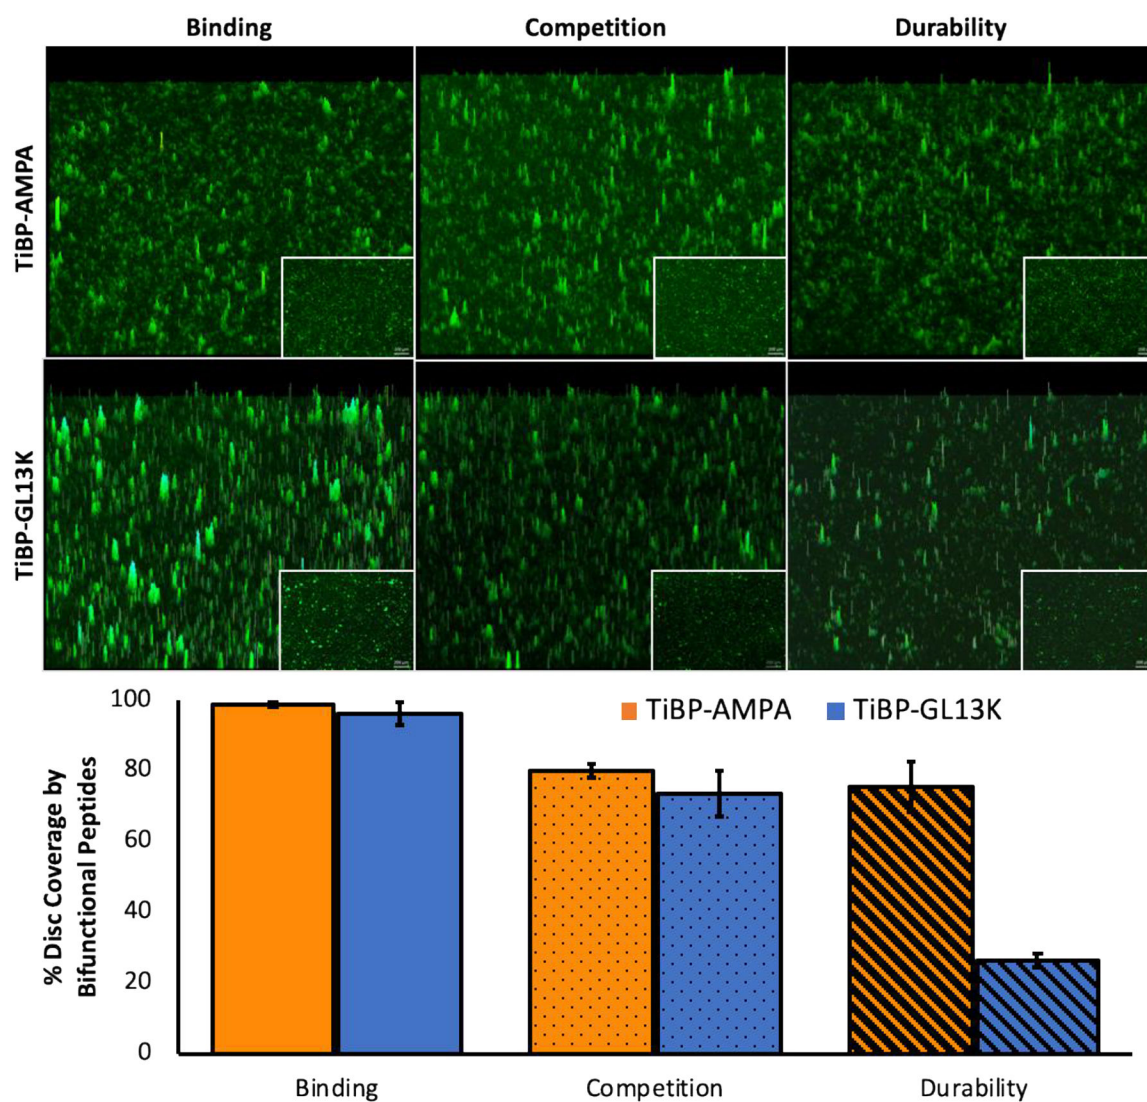 Binding Competition Durability
TiBP-AMPA
TiBP-GL13K
TiBP-AMPA TiBP-GL13K
% Disc Coverage by
Bifunctional Peptides
100
80
60
40
20
0
Binding Competition Durability